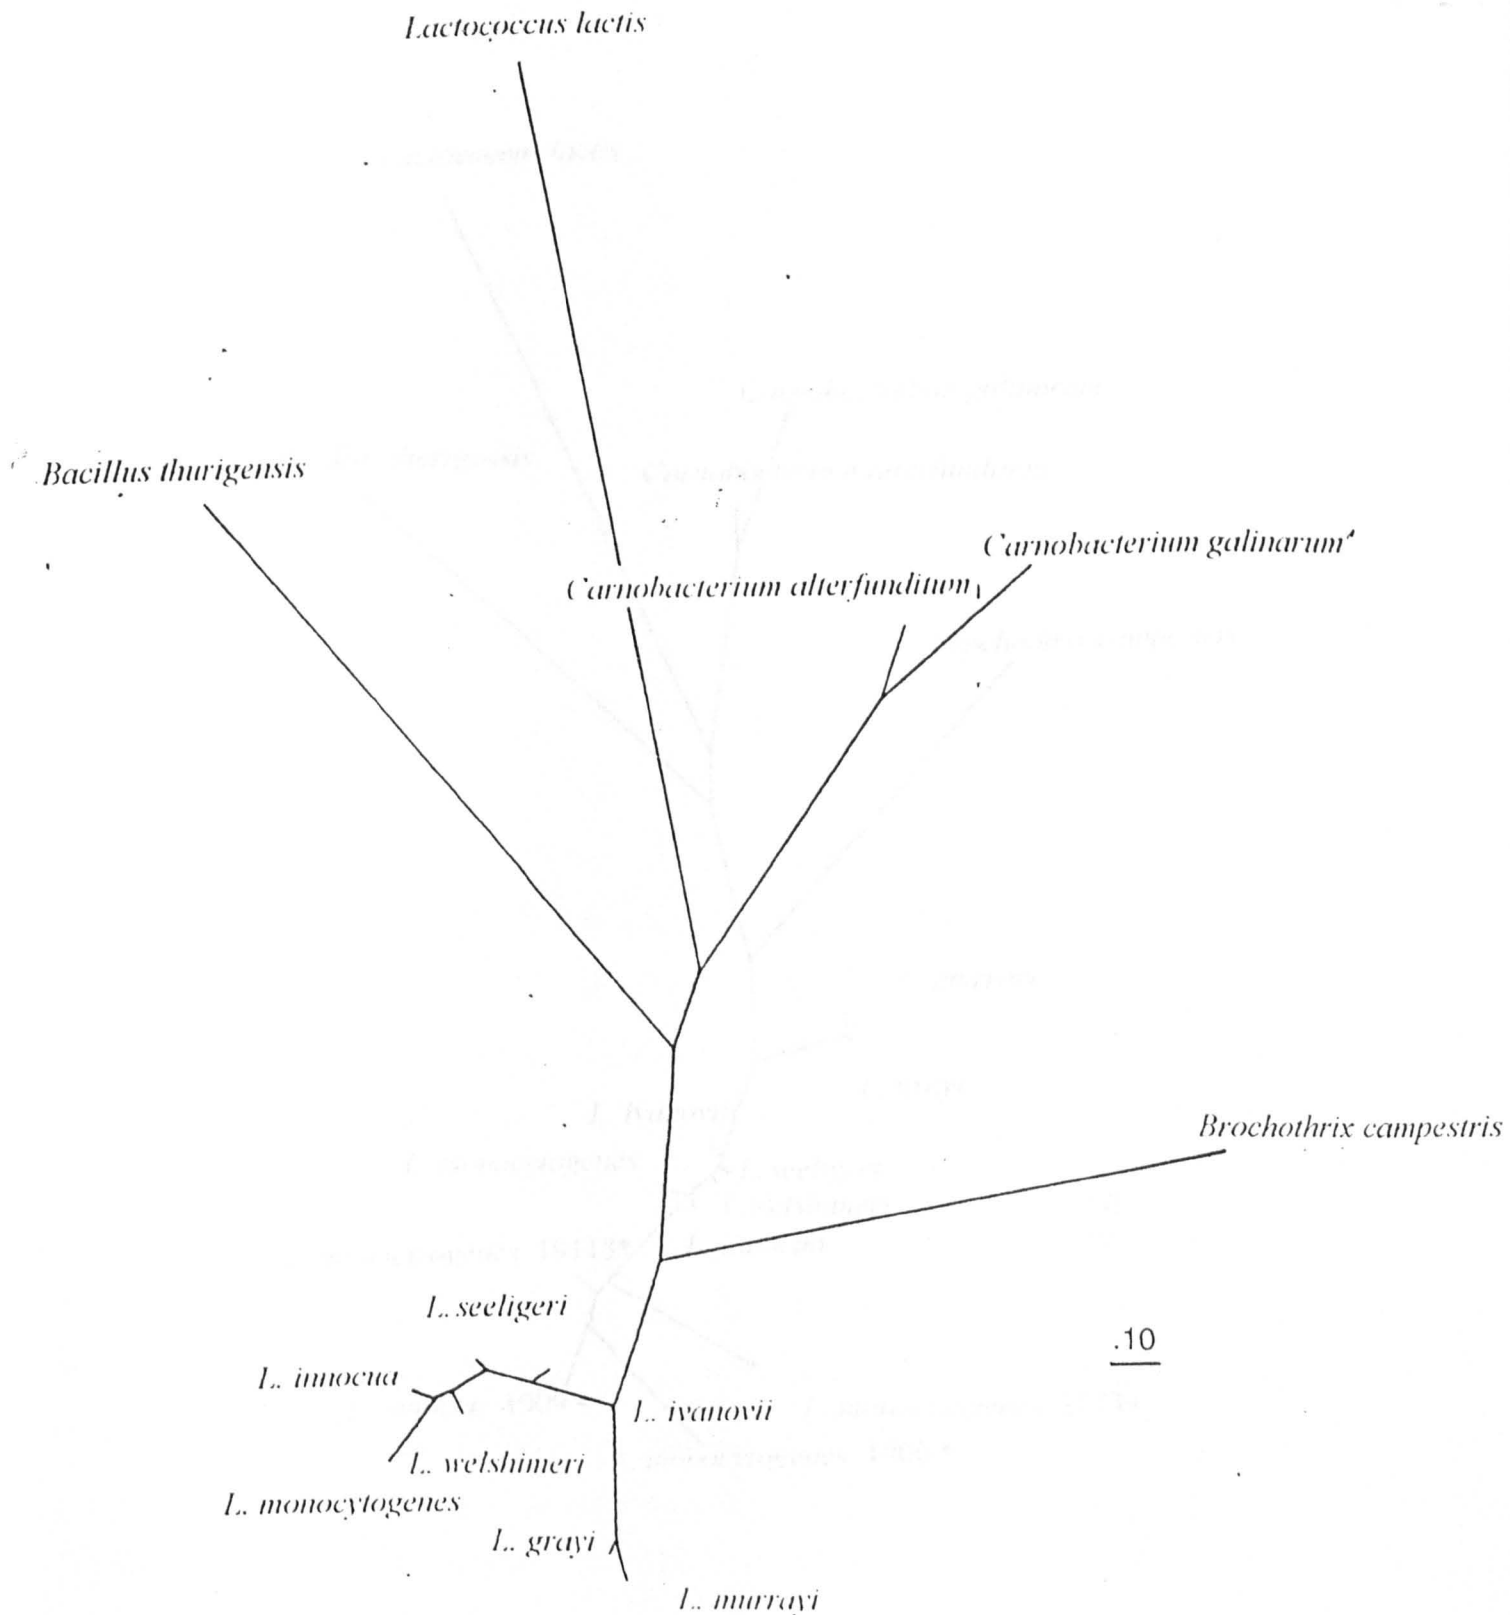 Lactococcus lactis
Bacillus thurigensis
Carnobacterium galinarum
Carnobacterium alterfunditum
Brochothrix campestris
L. seeligeri
.10
L. innocua
L. ivanovii
L. welshimeri
L. monocytogenes
L. grayi
L. murrayi